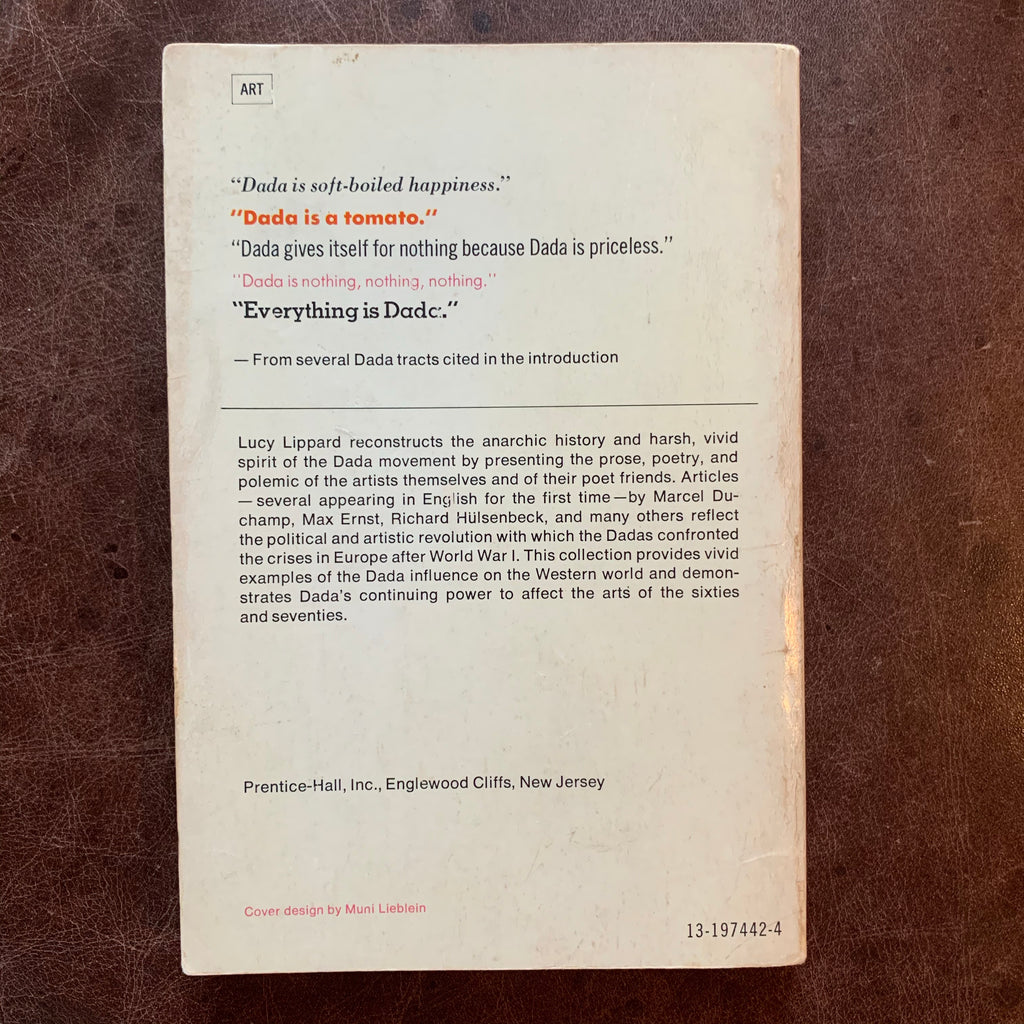 ART
“Dada is soft-boiled happiness.”
"Dada is a tomato."
“Dada gives itself for nothing because Dada is priceless.”
"Dada is nothing, nothing, nothing."
“Everything is Dada.”
— From several Dada tracts cited in the introduction
Lucy Lippard reconstructs the anarchic history and harsh, vivid
spirit of the Dada movement by presenting the prose, poetry, and
polemic of the artists themselves and of their poet friends. Articles
— several appearing in English for the first time — by Marcel Du-
champ, Max Ernst, Richard Hülsenbeck, and many others reflect
the political and artistic revolution with which the Dadas confronted
the crises in Europe after World War I. This collection provides vivid
examples of the Dada influence on the Western world and demon-
strates Dada's continuing power to affect the arts of the sixties
and seventies.
Prentice-Hall, Inc., Englewood Cliffs, New Jersey
Cover design by Muni Lieblein
13-197442-4